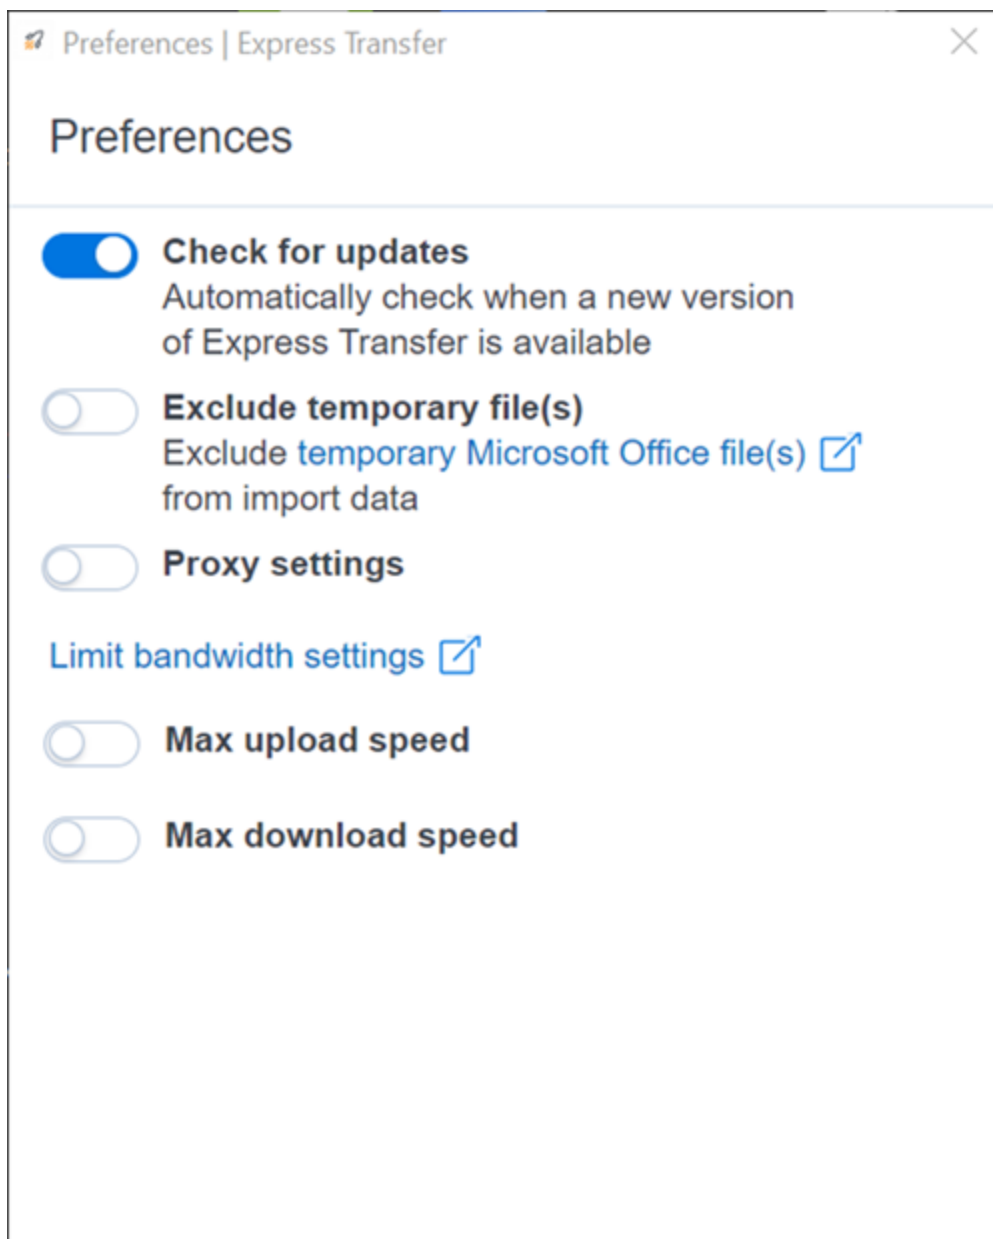 Preferences | Express Transfer
Preferences
Check for updates
Automatically check when a new version
of Express Transfer is available
Exclude temporary file(s)
Exclude temporary Microsoft Office file(s)
from import data
Proxy settings
Limit bandwidth settings
Max upload speed
Max download speed